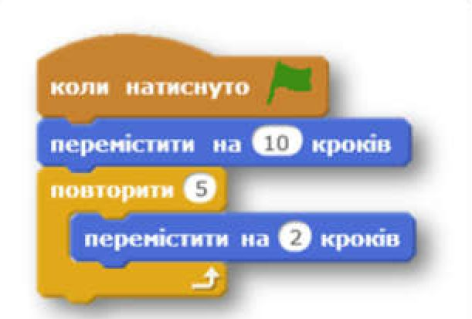 коли натиснуто
перемістити на 10 кроків
повторити 5
перемістити на 2 кроків